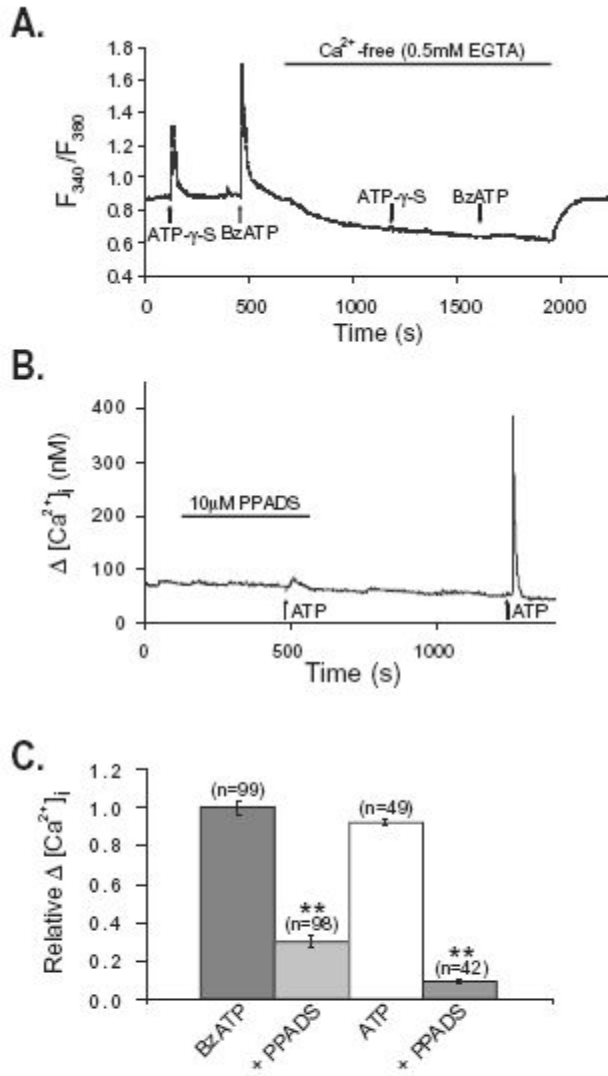 A.
Ca²⁺-free (0.5mM EGTA)
F₃₄₀/F₃₈₀
1.8
1.6
1.4
1.2
1.0
0.8
0.6
0.4
ATP-γ-S BzATP
ATP-γ-S BzATP
0 500 1000 1500 2000
Time (s)
B.
Δ [Ca²⁺]ᵢ (nM)
400
300
200
100
0
10μM PPADS
ATP
ATP
0 500 1000
Time (s)
C.
Relative Δ [Ca²⁺]ᵢ
1.2
1.0
0.8
0.6
0.4
0.2
0.0
(n=99)
**
(n=98)
(n=49)
**
(n=42)
BzATP
+ PPADS
ATP
+ PPADS